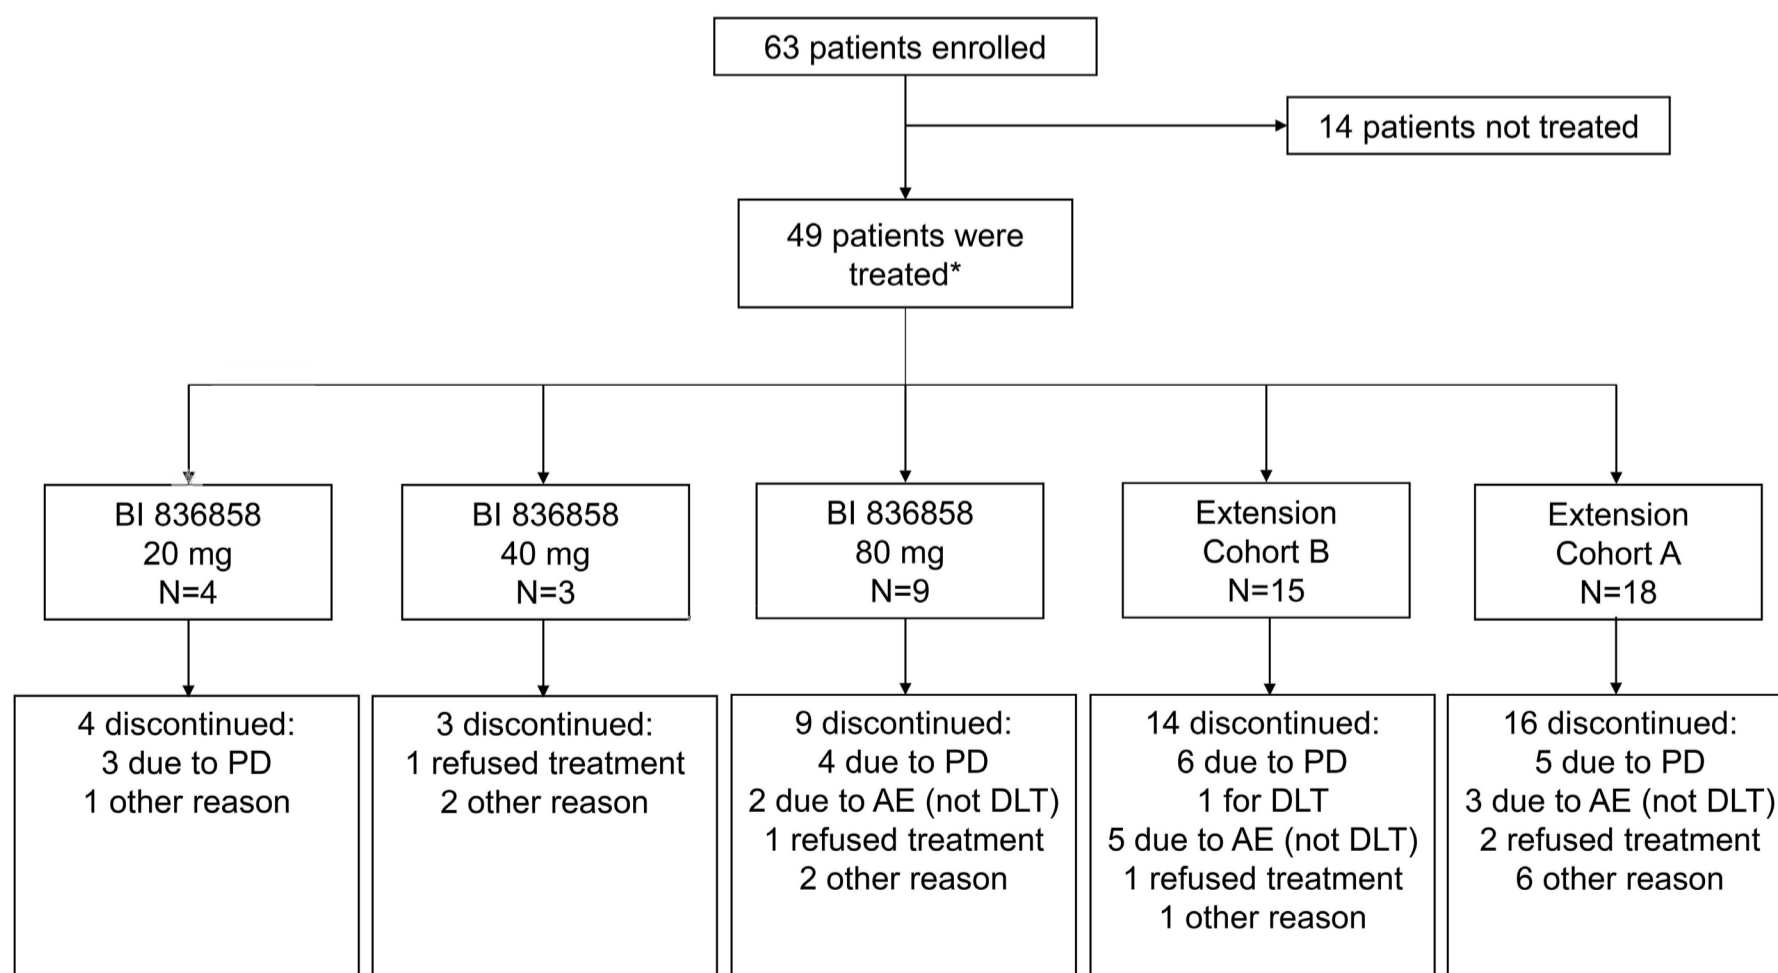 63 patients enrolled
14 patients not treated
49 patients were
treated*
BI 836858
20 mg
N=4
BI 836858
40 mg
N=3
BI 836858
80 mg
N=9
Extension
Cohort B
N=15
Extension
Cohort A
N=18
4 discontinued:
3 due to PD
1 other reason
3 discontinued:
1 refused treatment
2 other reason
9 discontinued:
4 due to PD
2 due to AE (not DLT)
1 refused treatment
2 other reason
14 discontinued:
6 due to PD
1 for DLT
5 due to AE (not DLT)
1 refused treatment
1 other reason
16 discontinued:
5 due to PD
3 due to AE (not DLT)
2 refused treatment
6 other reason